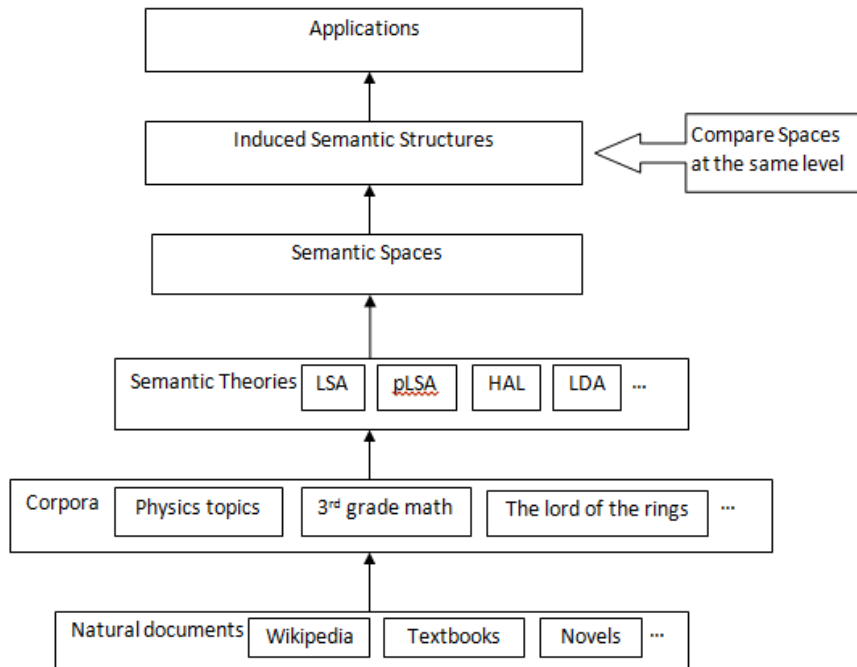 Applications
Induced Semantic Structures
Compare Spaces
at the same level
Semantic Spaces
Semantic Theories LSA pLSA HAL LDA ...
Corpora Physics topics 3rd grade math The lord of the rings ...
Natural documents Wikipedia Textbooks Novels ...